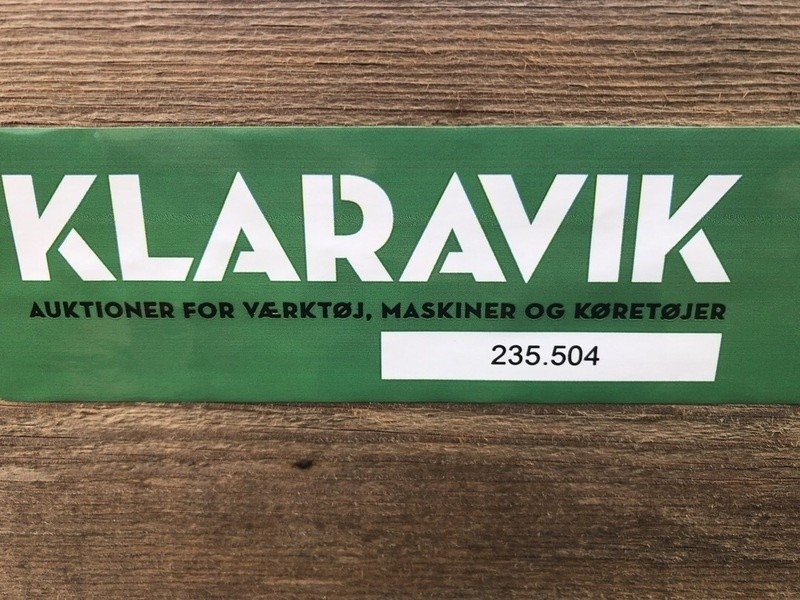 KLARAVIK
AUKTIONER FOR VÆRKTØJ, MASKINER OG KØRETØJER
235.504